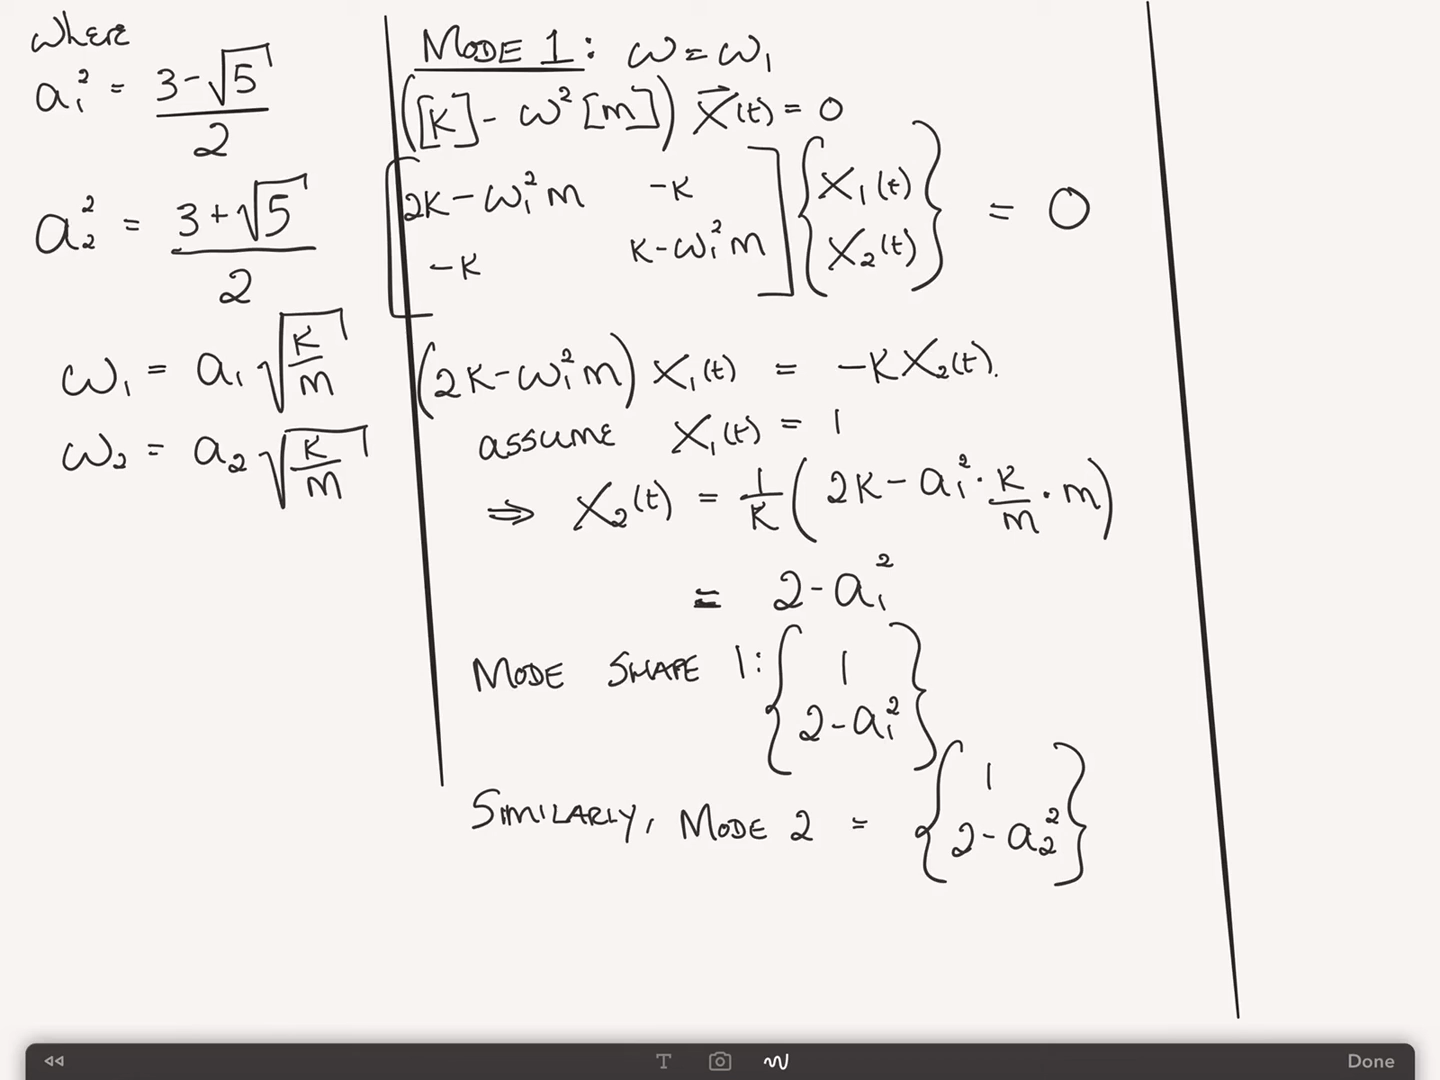 where
a₁² = (3-√5)/2
a₂² = (3+√5)/2
ω₁ = a₁√(K/m)
ω₂ = a₂√(K/m)
MODE 1: ω = ω₁
([K] - ω²[m]) X⃗(t) = 0
[2K-ω₁²m -K] {X₁(t)} = 0
[-K K-ω₁²m] {X₂(t)}
(2K-ω₁²m) X₁(t) = -KX₂(t).
assume X₁(t) = 1
⇒ X₂(t) = 1/K (2K - a₁² · K/m · m)
= 2-a₁²
MODE SHAPE 1: {1
2-a₁²}
SIMILARLY, MODE 2 = {1
2-a₂²}
T Done